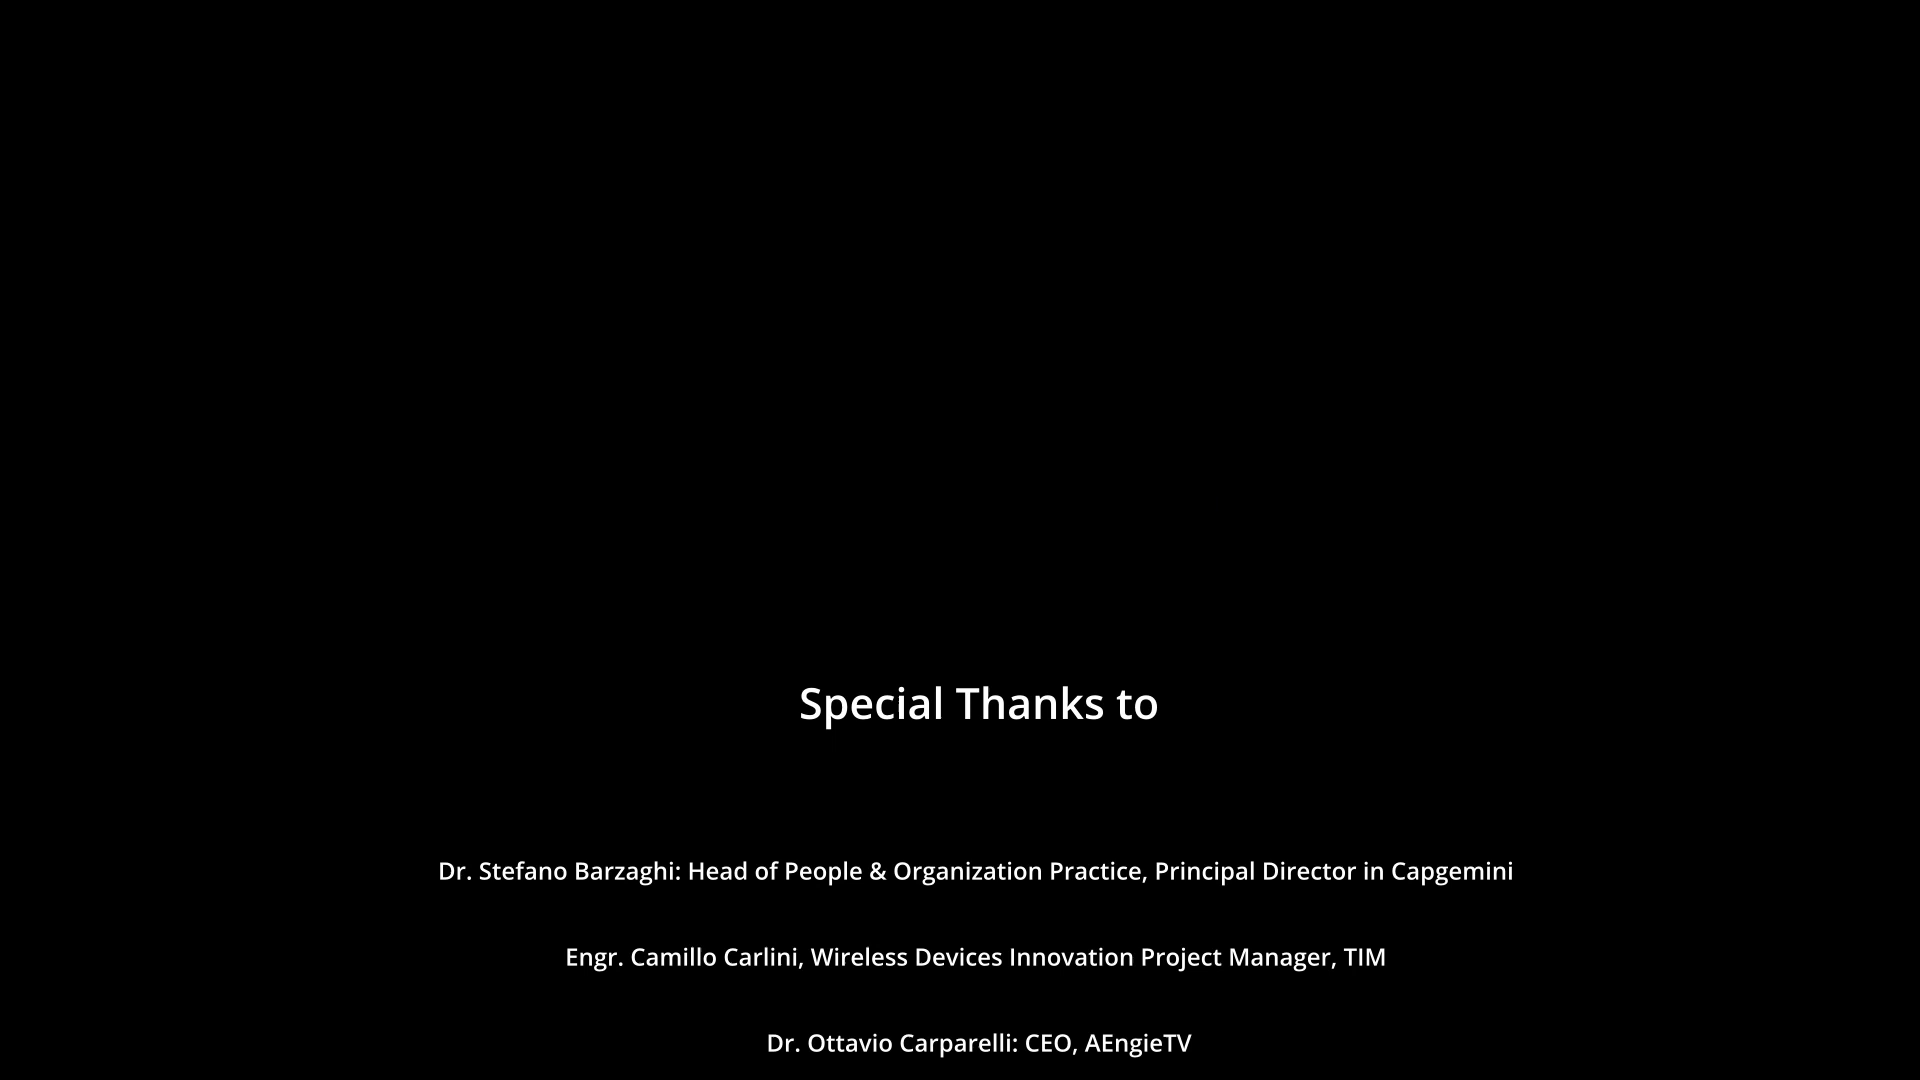 Special Thanks to
Dr. Stefano Barzaghi: Head of People & Organization Practice, Principal Director in Capgemini
Engr. Camillo Carlini, Wireless Devices Innovation Project Manager, TIM
Dr. Ottavio Carparelli: CEO, AEngieTV